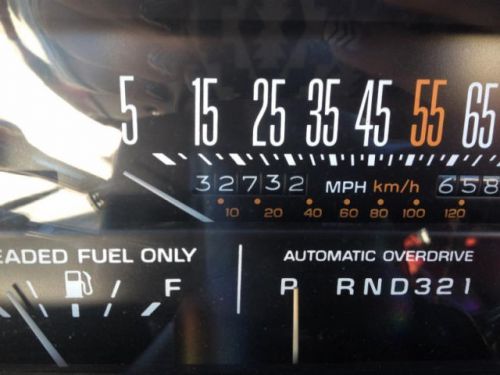 5 15 25 35 45 55 65
32732 MPH km/h 658
10 20 40 60 80 100 120
EADED FUEL ONLY AUTOMATIC OVERDRIVE
F P RND321